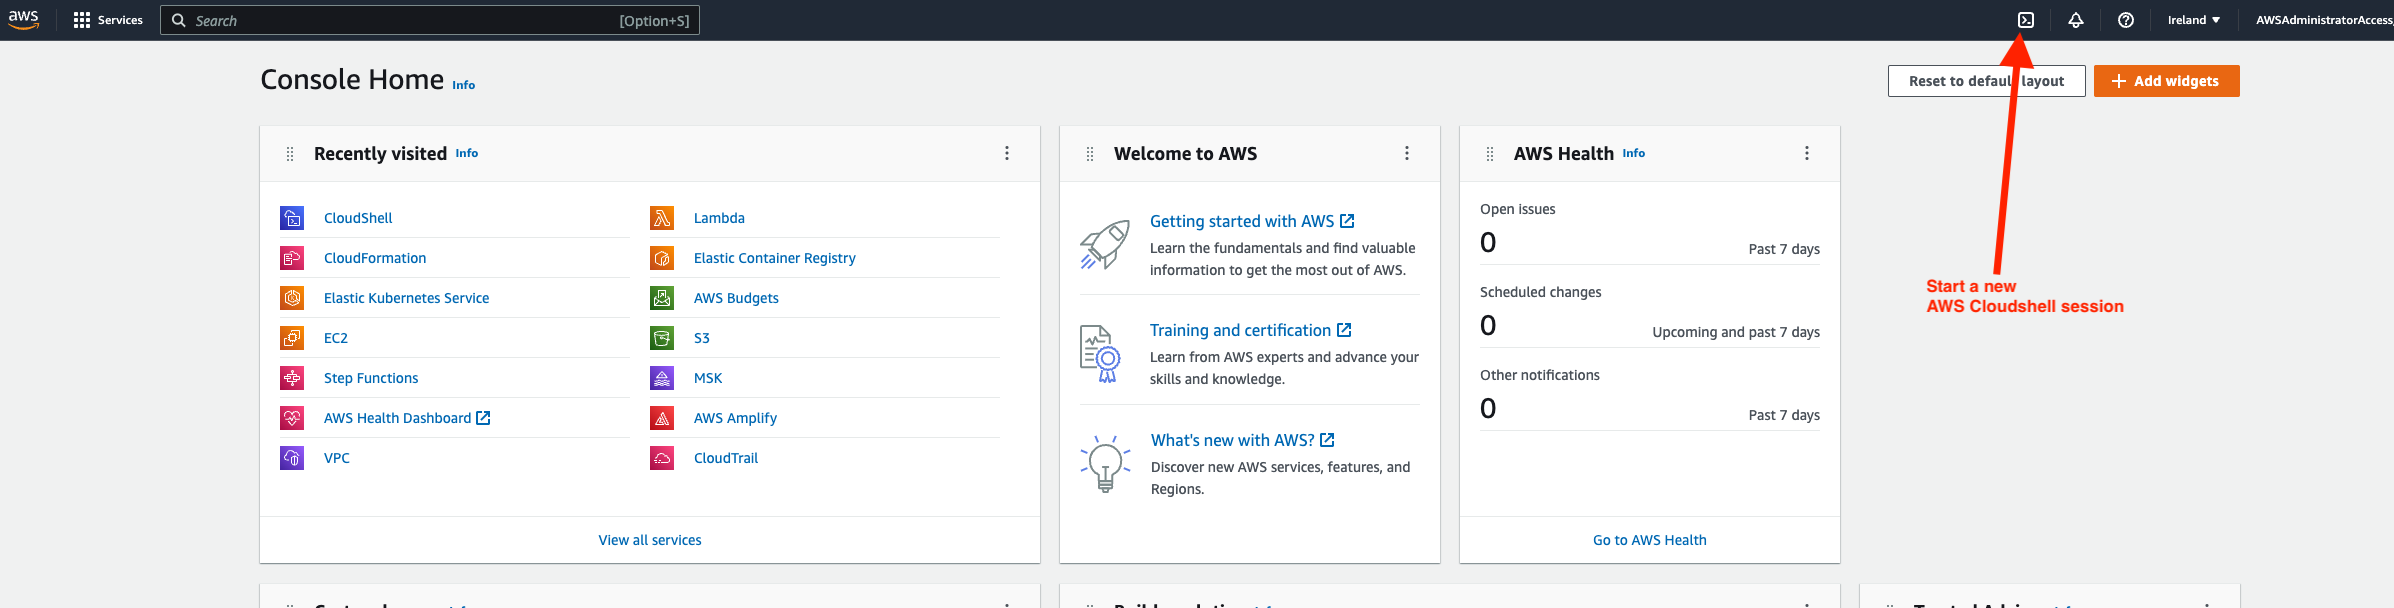 aws
Services
Search
[Option+S]
Ireland
AWSAdministratorAccess
Console Home
Info
Reset to default layout
Add widgets
Recently visited
Info
CloudShell
CloudFormation
Elastic Kubernetes Service
EC2
Step Functions
AWS Health Dashboard
VPC
Lambda
Elastic Container Registry
AWS Budgets
S3
MSK
AWS Amplify
CloudTrail
View all services
Welcome to AWS
Getting started with AWS
Learn the fundamentals and find valuable
information to get the most out of AWS.
Training and certification
Learn from AWS experts and advance your
skills and knowledge.
What's new with AWS?
Discover new AWS services, features, and
Regions.
AWS Health
Info
Open issues
0
Past 7 days
Scheduled changes
0
Upcoming and past 7 days
Other notifications
0
Past 7 days
Go to AWS Health
Start a new
AWS Cloudshell session